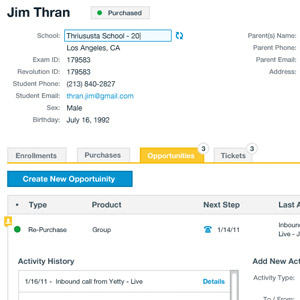 Jim Thran
Purchased
School: Thriususta School - 20
Los Angeles, CA
Exam ID: 179583
Revolution ID: 179583
Student Phone: (213) 840-2827
Student Email: thran.jim@gmail.com
Sex: Male
Birthday: July 16, 1992
Parent(s) Name:
Parent Phone:
Parent Email:
Address:
Enrollments
Purchases
Opportunities 3
Tickets 3
Create New Opportuinity
• Type Product Next Step Last A
Re-Purchase Group 1/14/11 Inboun
Live - J
Activity History
1/16/11 - Inbound call from Yetty - Live Details
Add New Act
Activity Type:
To / From: